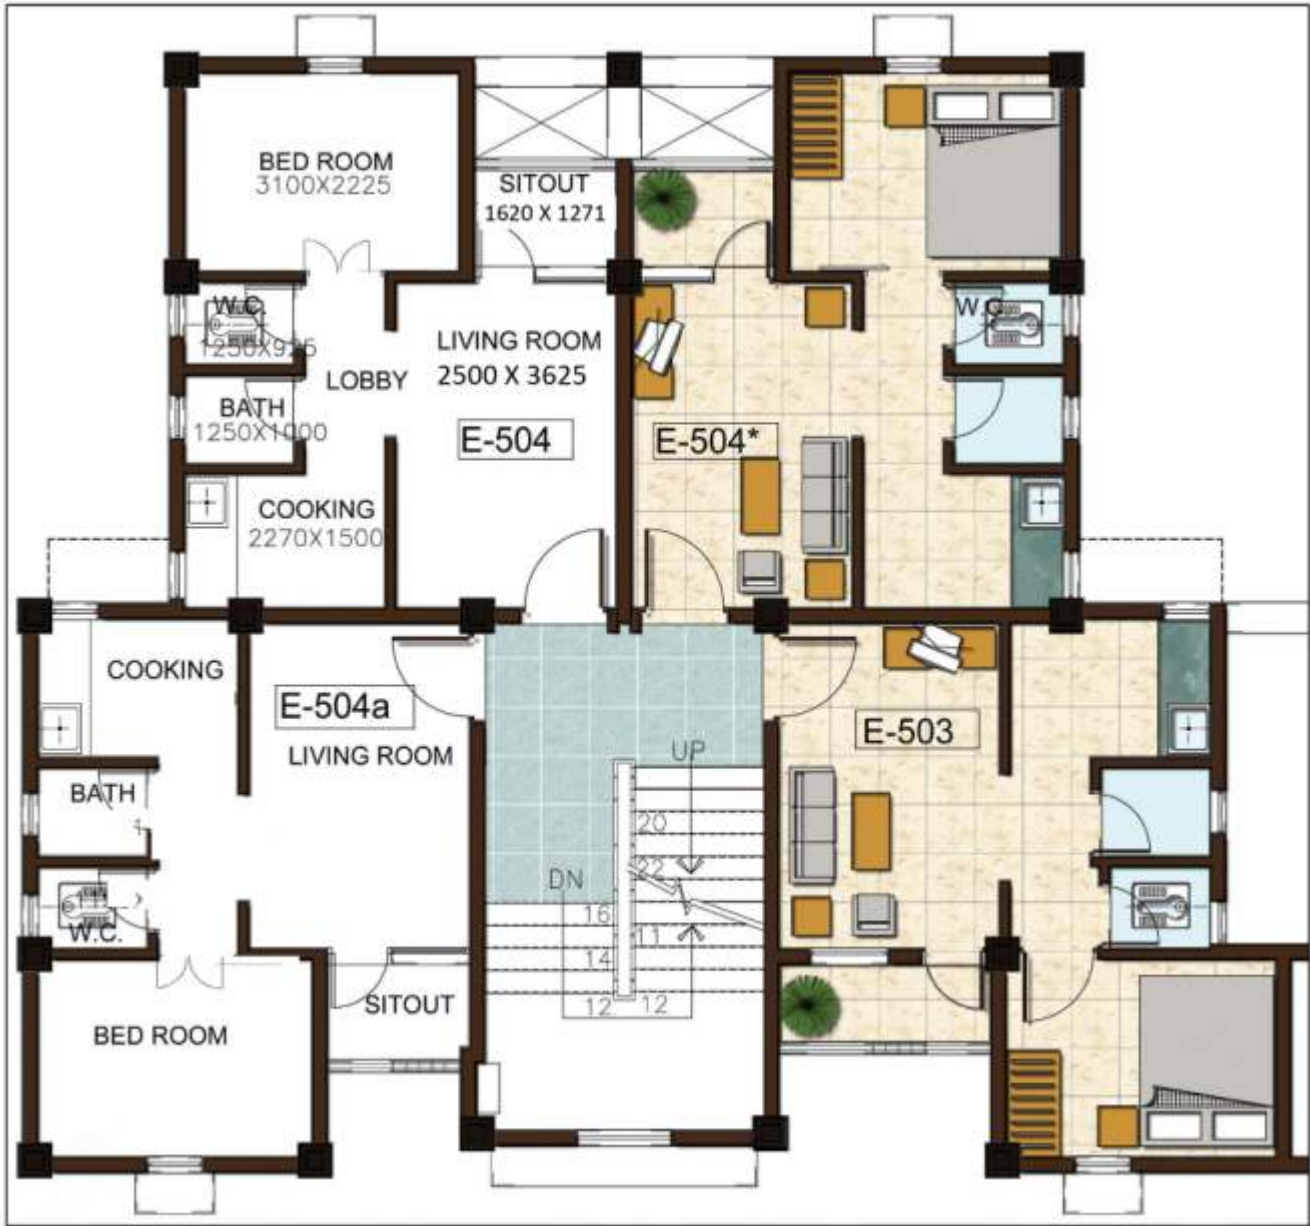 BED ROOM
3100X2225
SITOUT
1620 X 1271
W.C.
1250X925
LIVING ROOM
2500 X 3625
LOBBY
BATH
1250X1000
E-504
COOKING
2270X1500
E-504*
W.C
COOKING
E-504a
LIVING ROOM
BATH
W.C.
SITOUT
BED ROOM
UP
20
22
DN
16
11
14
12
12
E-503